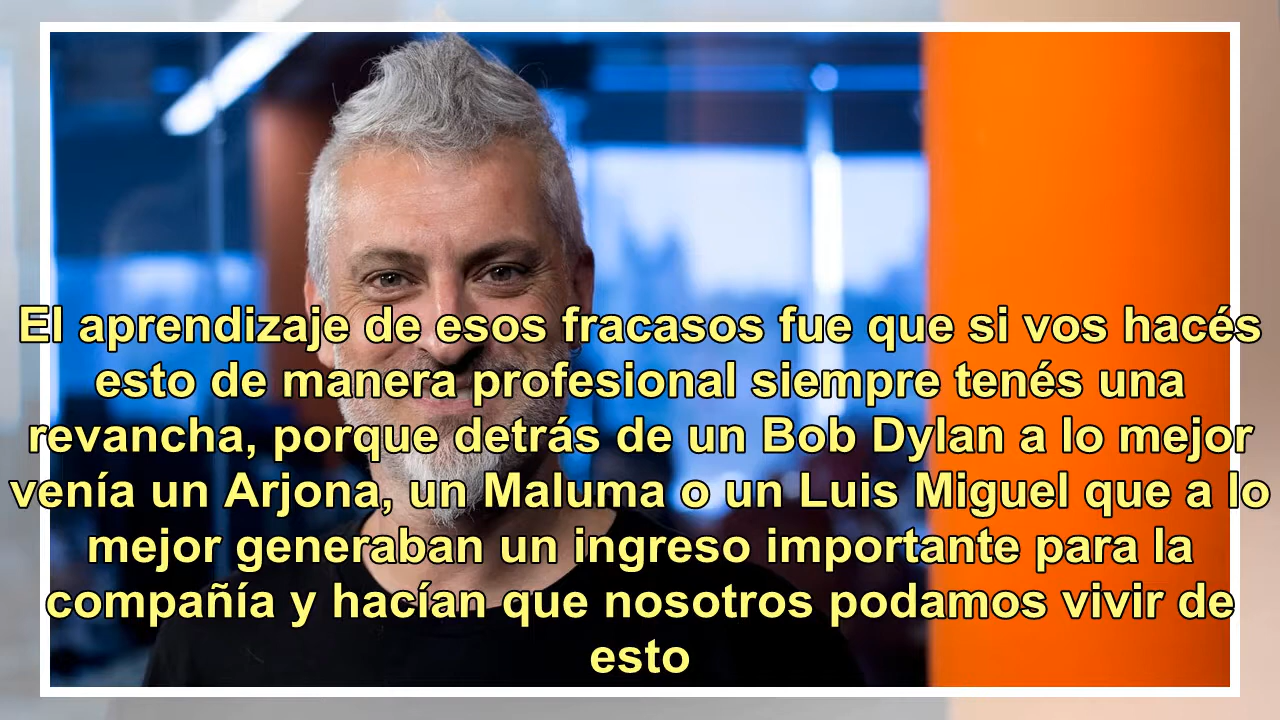 El aprendizaje de esos fracasos fue que si vos hacés
esto de manera profesional siempre tenés una
revancha, porque detrás de un Bob Dylan a lo mejor
venía un Arjona, un Maluma o un Luis Miguel que a lo
mejor generaban un ingreso importante para la
compañía y hacían que nosotros podamos vivir de
esto